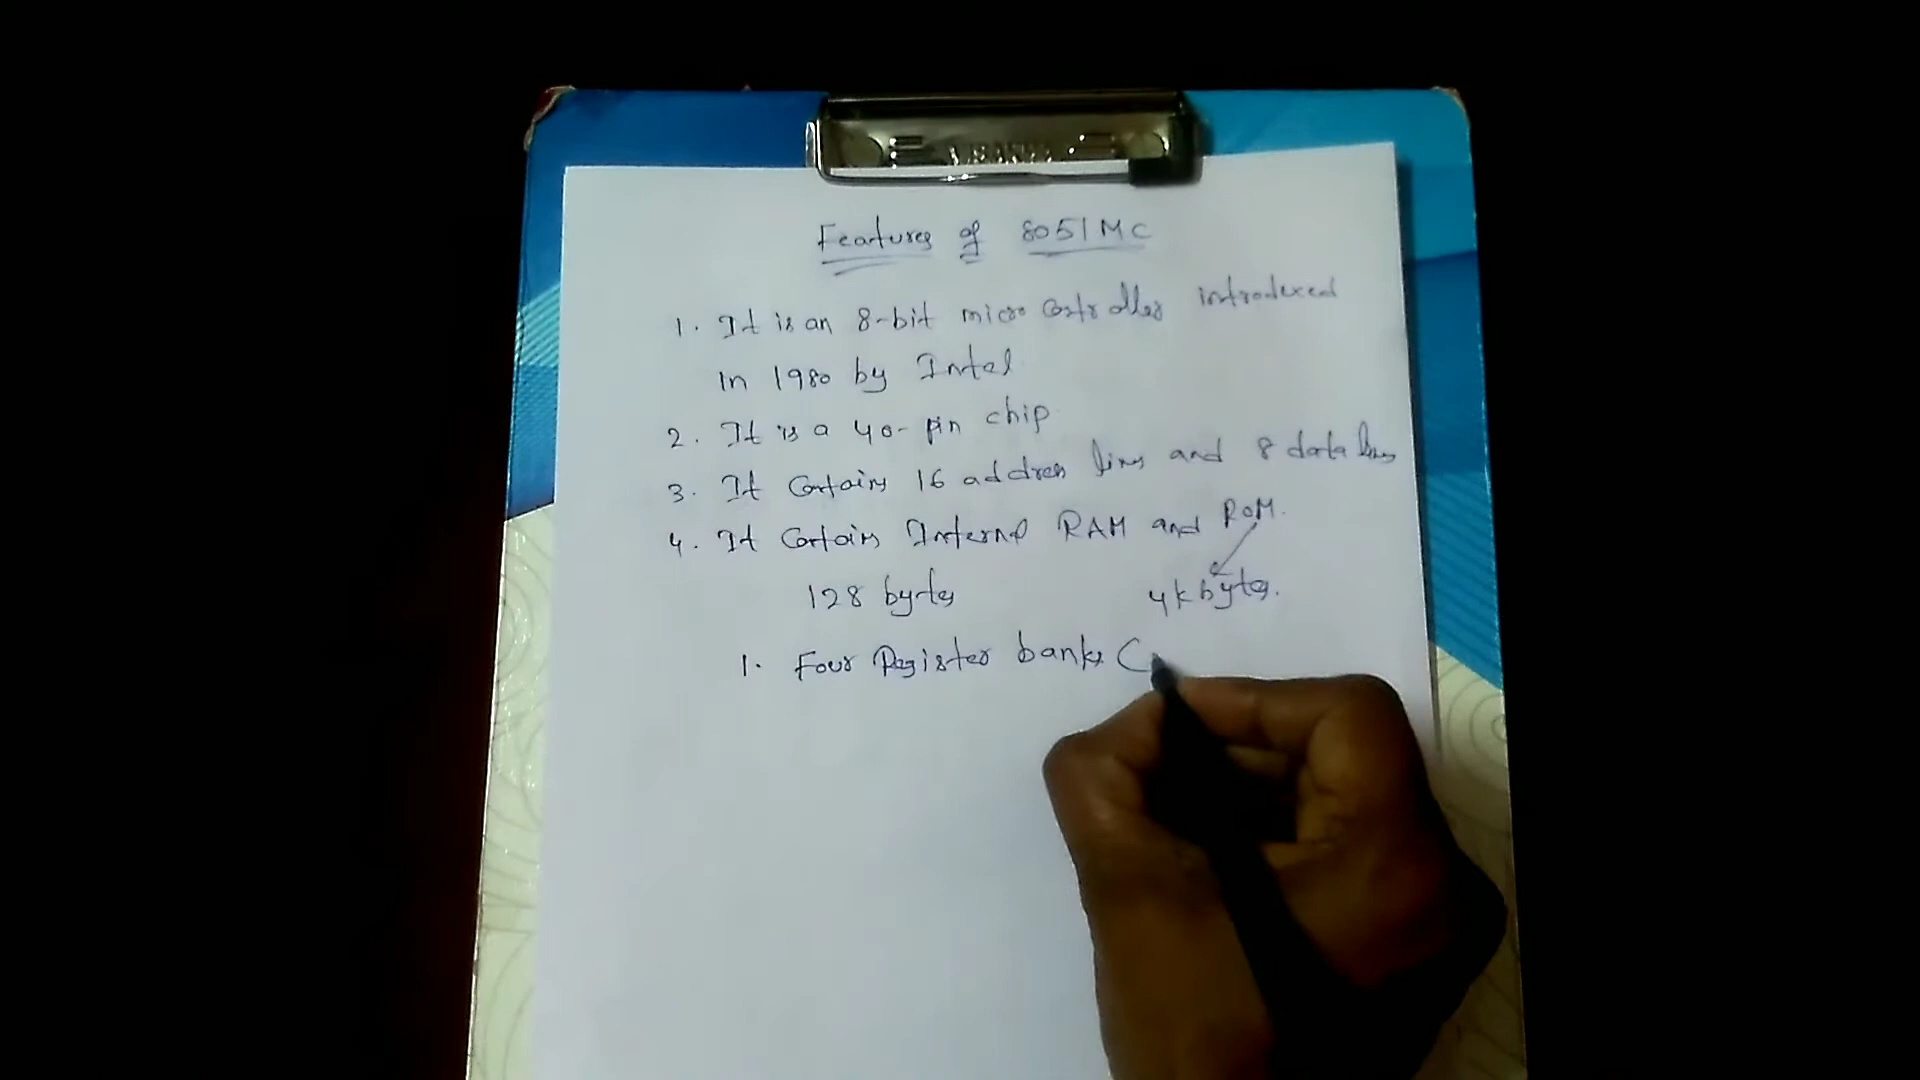 Features of 8051 MC
1. It is an 8-bit micro controller introduced
in 1980 by Intel
2. It is a 40-pin chip
3. It Contains 16 address lines and 8 data lines
4. It Contains Internal RAM and ROM.
128 bytes 4k bytes.
1. Four Register banks (